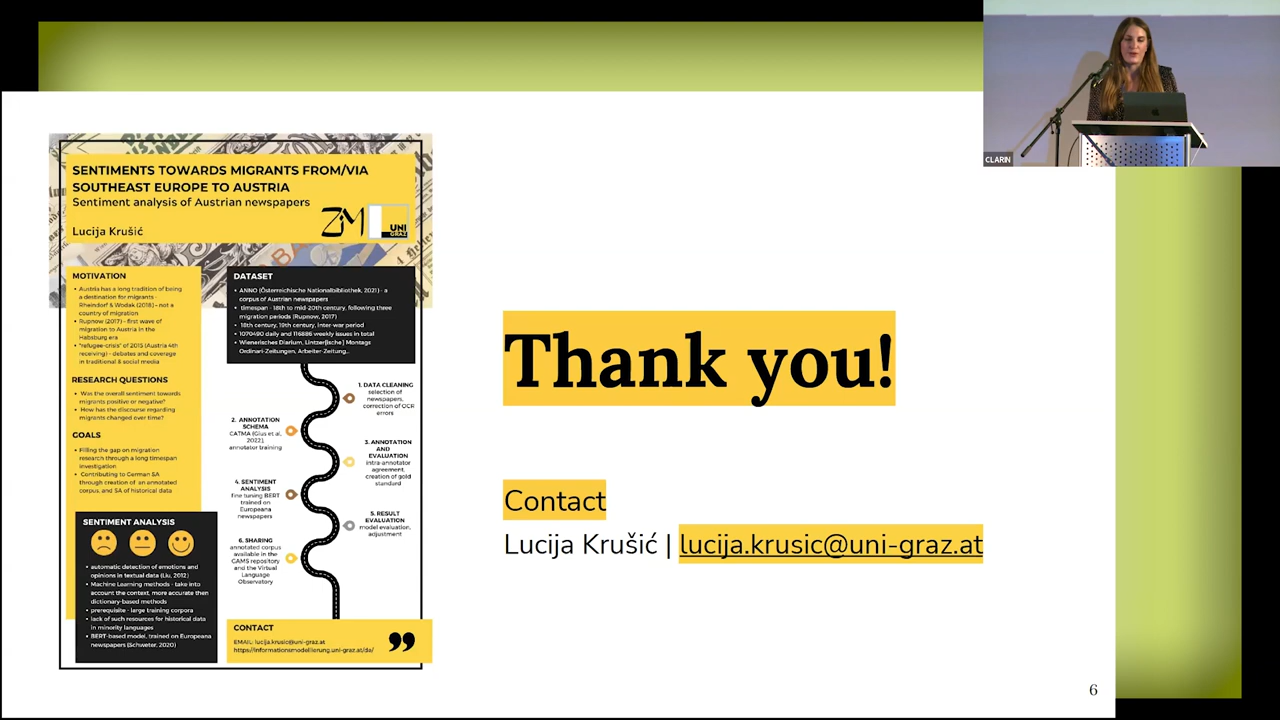 CLARIN
SENTIMENTS TOWARDS MIGRANTS FROM/VIA
SOUTHEAST EUROPE TO AUSTRIA
Sentiment analysis of Austrian newspapers
Lucija Krušić
ZiM
UNI
GRAZ
MOTIVATION
• Austria has a long tradition of being
a destination for migrants -
Rheindorf & Wodak (2018) - not a
country of migration
• Rupnow (2017) - first wave of
migration to Austria in the
Habsburg era
• "refugee-crisis" of 2015 (Austria 4th
receiving) - debates and coverage
in traditional & social media
RESEARCH QUESTIONS
• Was the overall sentiment towards
migrants positive or negative?
• How has the discourse regarding
migrants changed over time?
GOALS
• Filling the gap on migration
research through a long timespan
investigation
• Contributing to German SA
through creation of an annotated
corpus, and SA of historical data
SENTIMENT ANALYSIS
• automatic detection of emotions and
opinions in textual data (Liu, 2012)
• Machine Learning methods - take into
account the context, more accurate then
dictionary-based methods
• prerequisite - large training corpora
• lack of such resources for historical data
in minority languages
• BERT-based model, trained on Europeana
newspapers (Schweter, 2020)
DATASET
• ANNO (Österreichische Nationalbibliothek, 2021) - a
corpus of Austrian newspapers
• timespan - 18th to mid-20th century, following three
migration periods (Rupnow, 2017)
• 18th century, 19th century, inter-war period
• 1070490 daily and 116886 weekly issues in total
• Wienerisches Diarium, Lintzer[ische] Montags
Ordinari-Zeitungen, Arbeiter-Zeitung...
1. DATA CLEANING
selection of
newspapers,
correction of OCR
errors
2. ANNOTATION
SCHEMA
CATMA (Gius et al,
2022),
annotator training
3. ANNOTATION
AND
EVALUATION
intra-annotator
agreement,
creation of gold
standard
4. SENTIMENT
ANALYSIS
Fine tuning BERT
trained on
Europeana
newspapers
5. RESULT
EVALUATION
model evaluation,
adjustment
6. SHARING
annotated corpus
available in the
GAMS repository
and the Virtual
Language
Observatory
CONTACT
EMAIL: lucija.krusic@uni-graz.at
https://informationsmodellierung.uni-graz.at/de/
Thank you!
Contact
Lucija Krušić | lucija.krusic@uni-graz.at
6